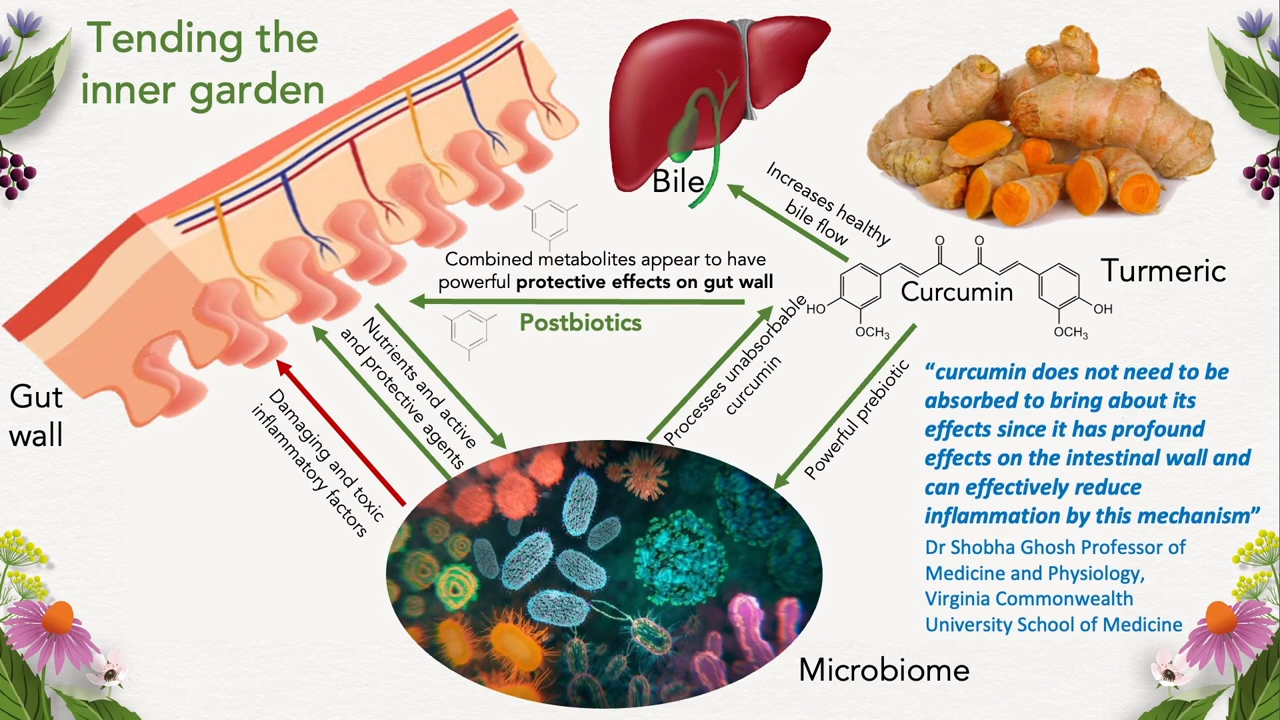 Tending the
inner garden
Bile
Increases healthy
bile flow
Combined metabolites appear to have
powerful protective effects on gut wall
Postbiotics
O
O
HO
OCH3
Curcumin
OH
OCH3
Turmeric
Gut
wall
Nutrients and active
and protective agents
Damaging and toxic
inflammatory factors
Processes unabsorbable
curcumin
Powerful prebiotic
“curcumin does not need to be
absorbed to bring about its
effects since it has profound
effects on the intestinal wall and
can effectively reduce
inflammation by this mechanism”
Dr Shobha Ghosh Professor of
Medicine and Physiology,
Virginia Commonwealth
University School of Medicine
Microbiome